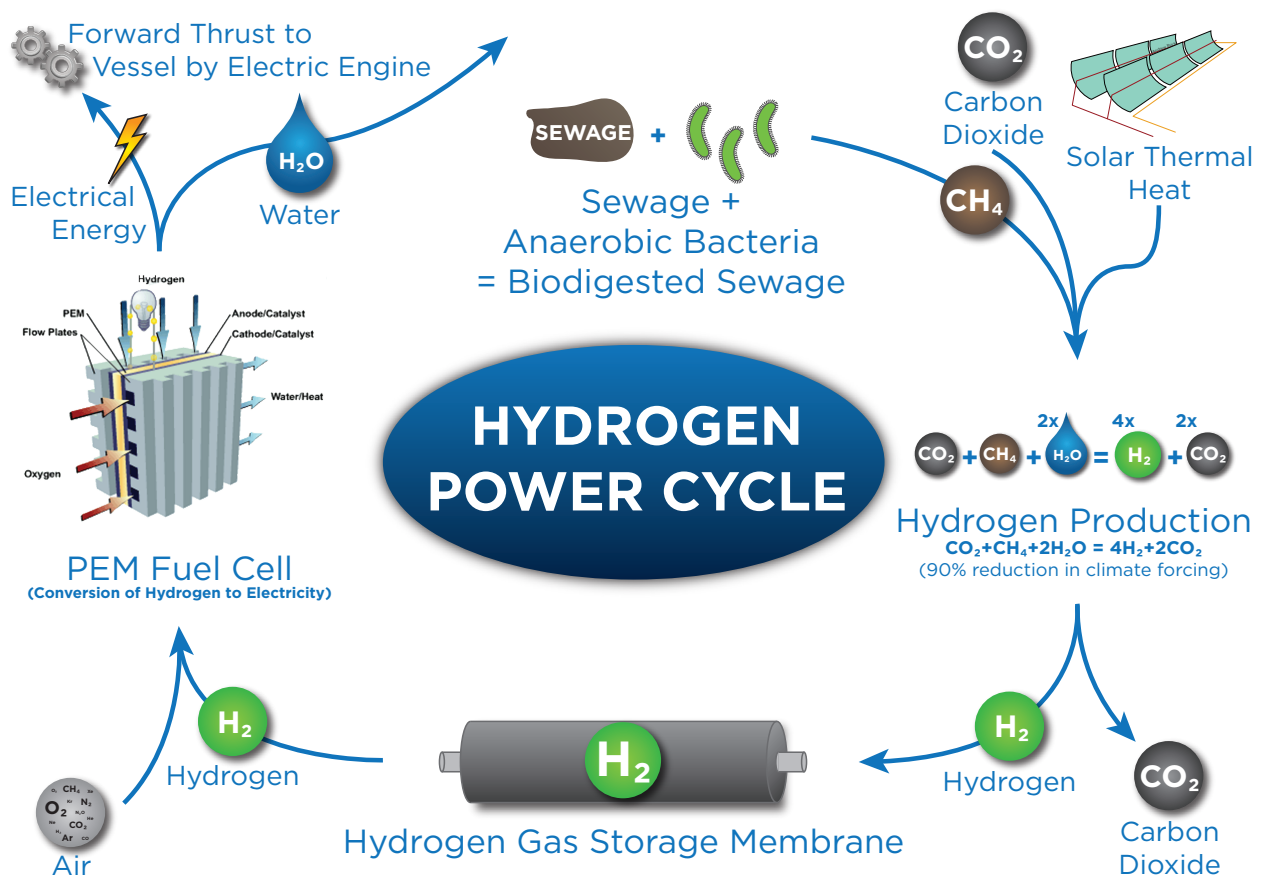 Forward Thrust to
Vessel by Electric Engine
Electrical
Energy
H₂O
Water
SEWAGE +
Sewage +
Anaerobic Bacteria
= Biodigested Sewage
CO₂
Carbon
Dioxide
CH₄
Solar Thermal
Heat
Hydrogen
PEM
Flow Plates
Anode/Catalyst
Cathode/Catalyst
Water/Heat
Oxygen
PEM Fuel Cell
(Conversion of Hydrogen to Electricity)
HYDROGEN
POWER CYCLE
2x 4x 2x
CO₂ + CH₄ + H₂O = H₂ + CO₂
Hydrogen Production
CO₂+CH₄+2H₂O = 4H₂+2CO₂
(90% reduction in climate forcing)
H₂
Hydrogen
CO₂
Carbon
Dioxide
H₂
Hydrogen Gas Storage Membrane
H₂
Hydrogen
CH₄
O₂ N₂
N₂O
CO₂
Ar CO
Air